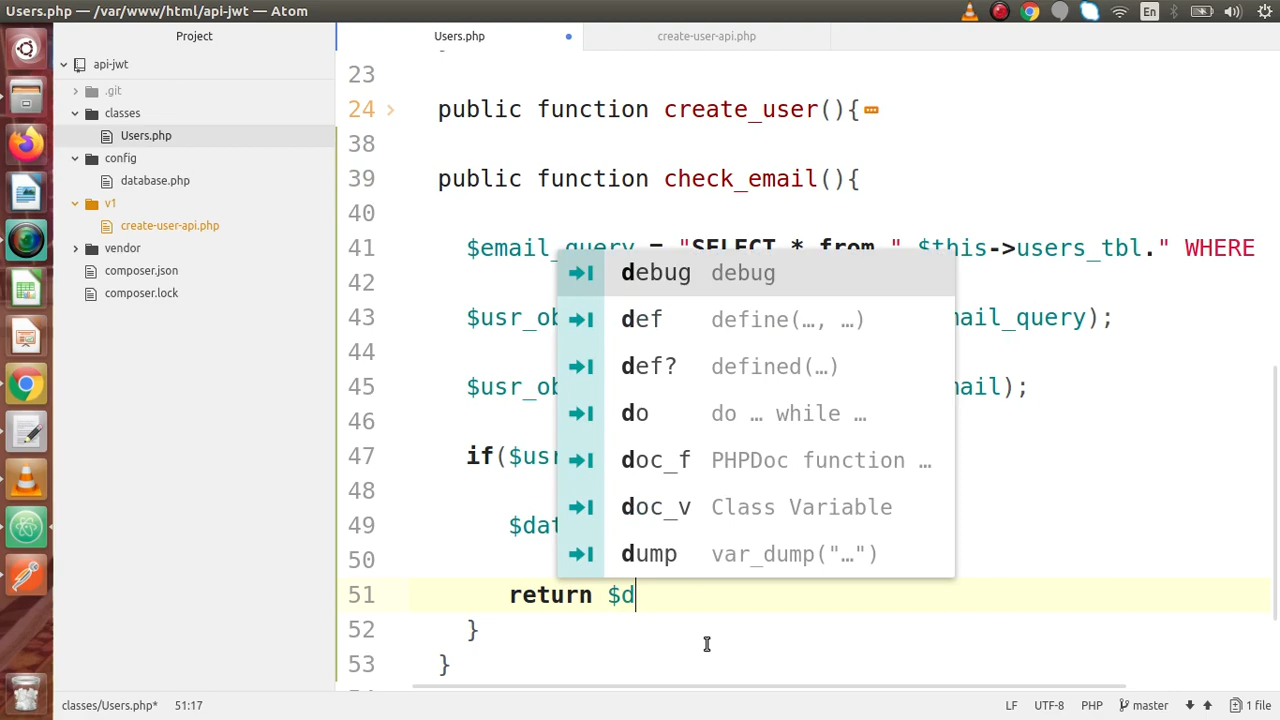 Users.php — /var/www/html/api-jwt — Atom
En
Project
Users.php
create-user-api.php
api-jwt
.git
classes
Users.php
config
database.php
v1
create-user-api.php
vendor
composer.json
composer.lock
23
24 public function create_user(){
38
39 public function check_email(){
40
41 $email_query = "SELECT * from ".$this->users_tbl." WHERE
42
43 $usr_ob ail_query);
44
45 $usr_ob ail);
46
47 if($usr
48
49 $dat
50
51 return $d
52 }
53 }
debug debug
def define(…, …)
def? defined(…)
do do … while …
doc_f PHPDoc function …
doc_v Class Variable
dump var_dump("…")
classes/Users.php* 51:17
LF UTF-8 PHP master 1 file